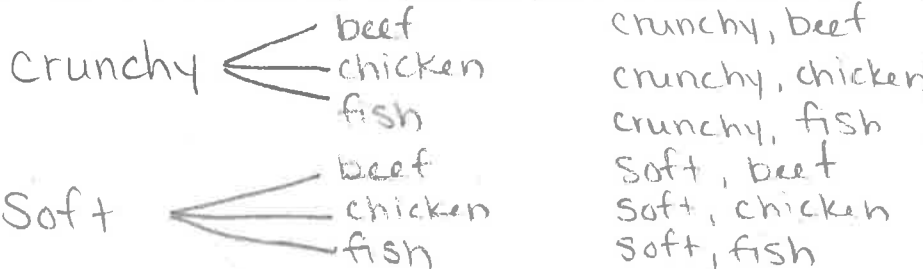 beef
crunchy, beef
Crunchy
chicken
crunchy, chicken
fish
crunchy, fish
beef
soft, beef
Soft
chicken
soft, chicken
fish
soft, fish